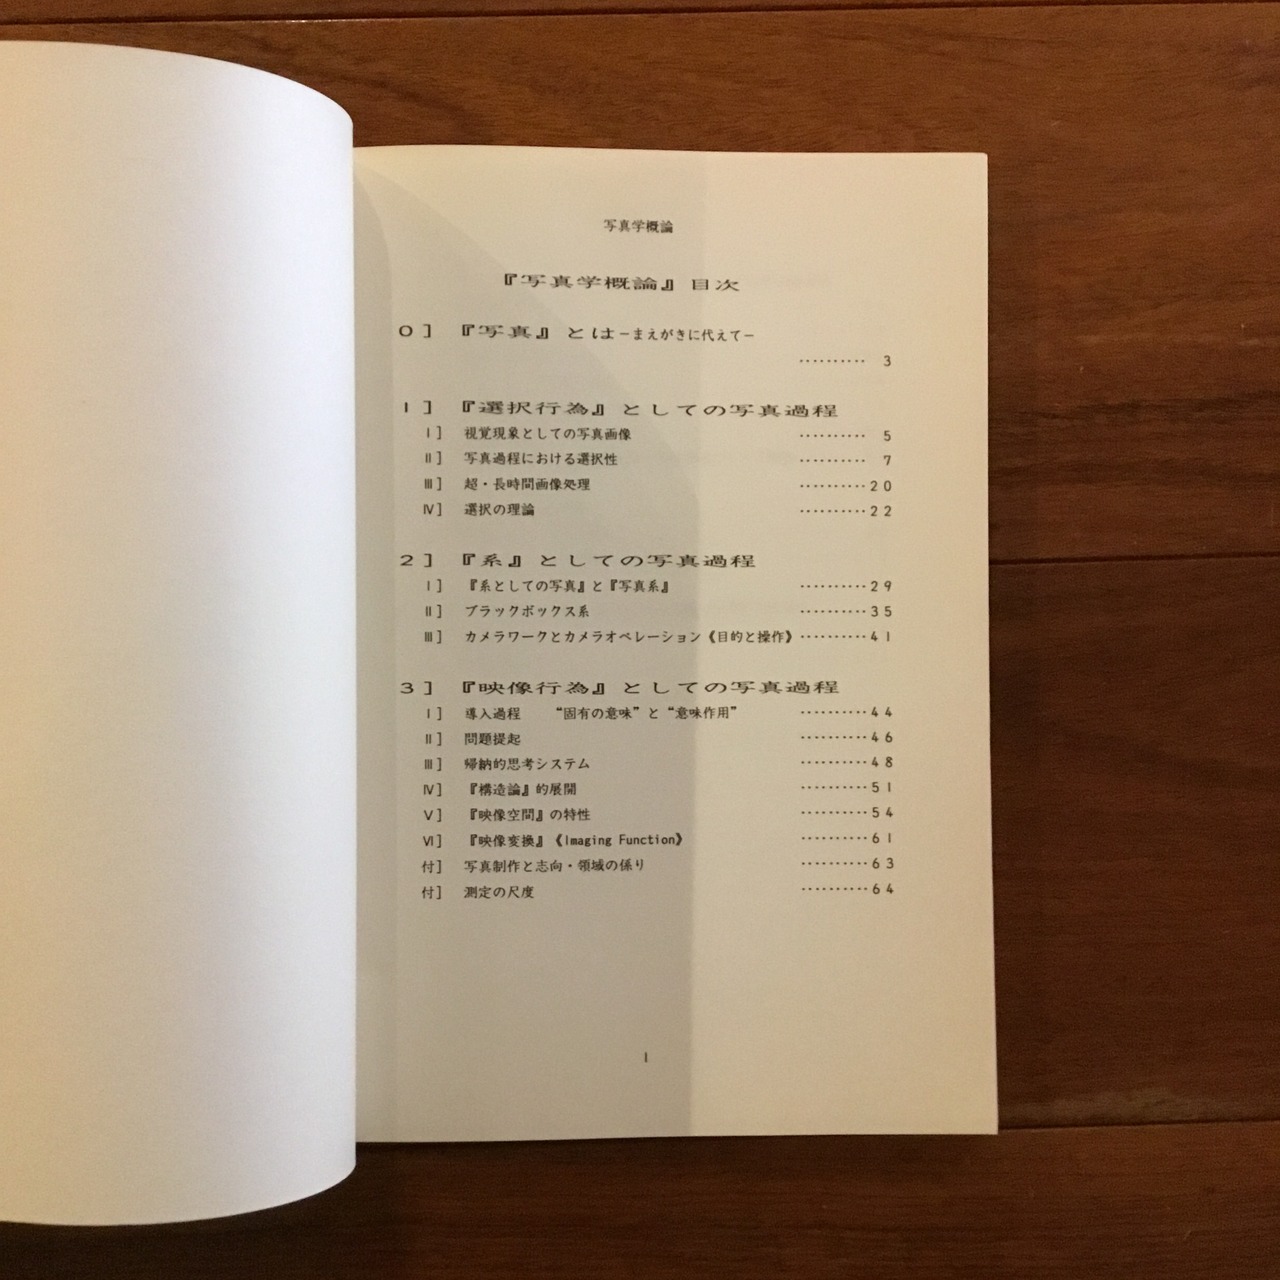 写真学概論
『写真学概論』目次
0］ 『写真』とは－まえがきに代えて－
‥‥‥‥‥ 3
1］ 『選択行為』としての写真過程
Ⅰ］ 視覚現象としての写真画像 ‥‥‥‥‥ 5
Ⅱ］ 写真過程における選択性 ‥‥‥‥‥ 7
Ⅲ］ 超・長時間画像処理 ‥‥‥‥‥20
Ⅳ］ 選択の理論 ‥‥‥‥‥22
2］ 『系』としての写真過程
Ⅰ］ 『系としての写真』と『写真系』 ‥‥‥‥‥29
Ⅱ］ ブラックボックス系 ‥‥‥‥‥35
Ⅲ］ カメラワークとカメラオペレーション《目的と操作》‥‥‥‥‥41
3］ 『映像行為』としての写真過程
Ⅰ］ 導入過程 “固有の意味”と“意味作用” ‥‥‥‥‥44
Ⅱ］ 問題提起 ‥‥‥‥‥46
Ⅲ］ 帰納的思考システム ‥‥‥‥‥48
Ⅳ］ 『構造論』的展開 ‥‥‥‥‥51
Ⅴ］ 『映像空間』の特性 ‥‥‥‥‥54
Ⅵ］ 『映像変換』《Imaging Function》 ‥‥‥‥‥61
付］ 写真制作と志向・領域の係り ‥‥‥‥‥63
付］ 測定の尺度 ‥‥‥‥‥64
1